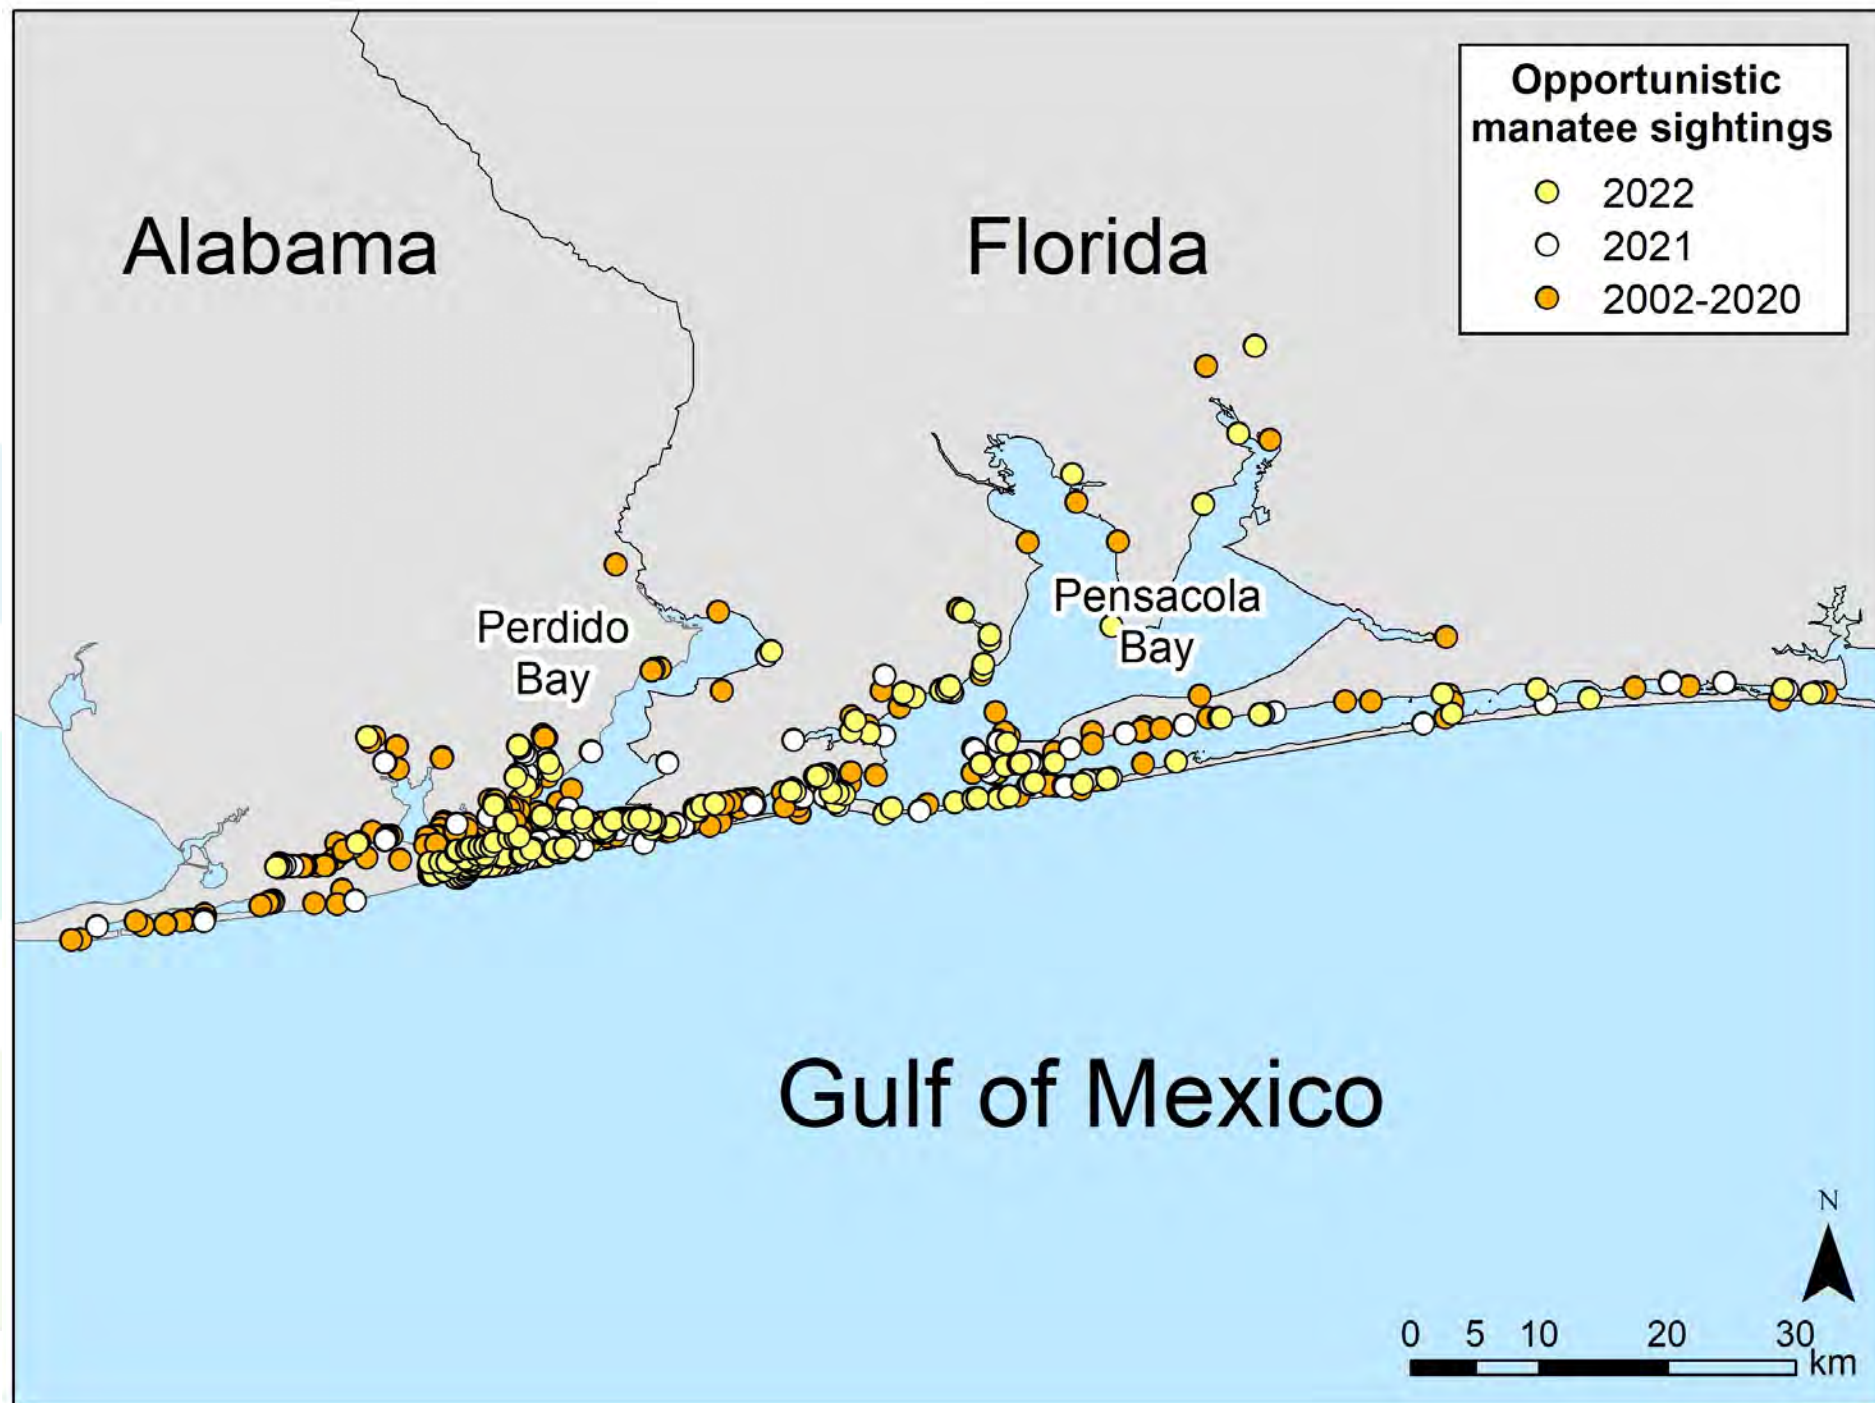 Opportunistic
manatee sightings
2022
2021
2002-2020
Alabama
Florida
Perdido
Bay
Pensacola
Bay
Gulf of Mexico
N
0 5 10 20 30
km